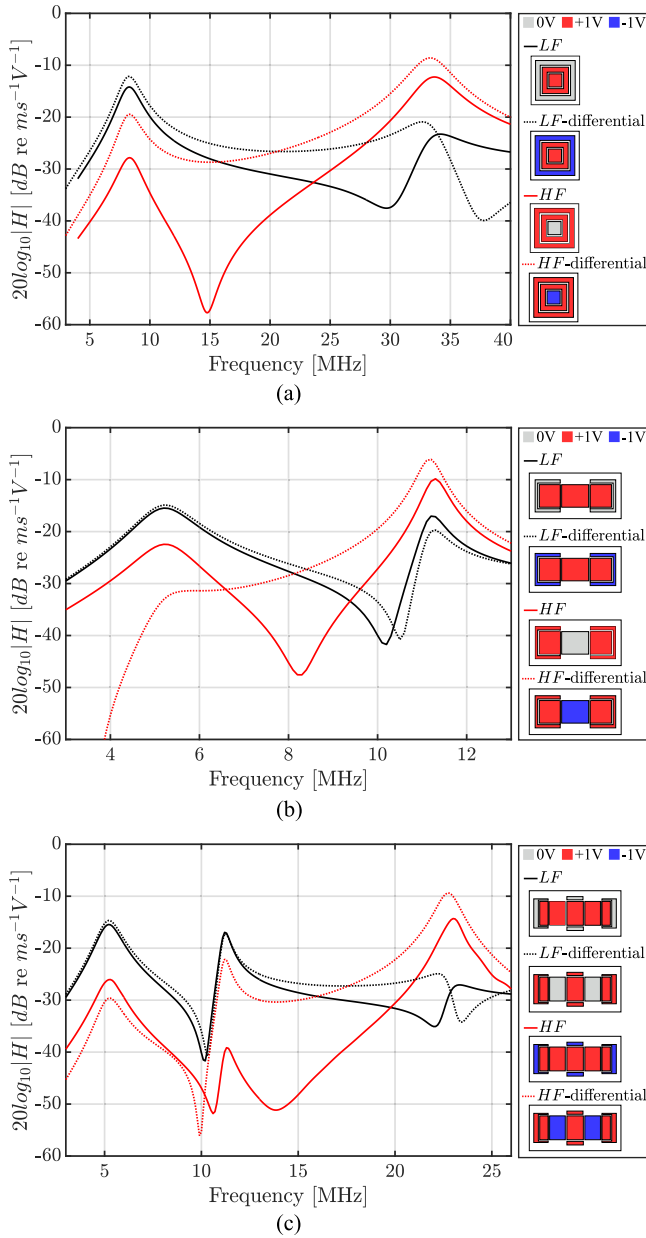 0
-10
-20
-30
-40
-50
-60
20log₁₀|H| [dB re ms⁻¹V⁻¹]
5 10 15 20 25 30 35 40
Frequency [MHz]
0V +1V -1V
LF
LF-differential
HF
HF-differential
(a)
0
-10
-20
-30
-40
-50
-60
20log₁₀|H| [dB re ms⁻¹V⁻¹]
4 6 8 10 12
Frequency [MHz]
0V +1V -1V
LF
LF-differential
HF
HF-differential
(b)
0
-10
-20
-30
-40
-50
-60
20log₁₀|H| [dB re ms⁻¹V⁻¹]
5 10 15 20 25
Frequency [MHz]
0V +1V -1V
LF
LF-differential
HF
HF-differential
(c)